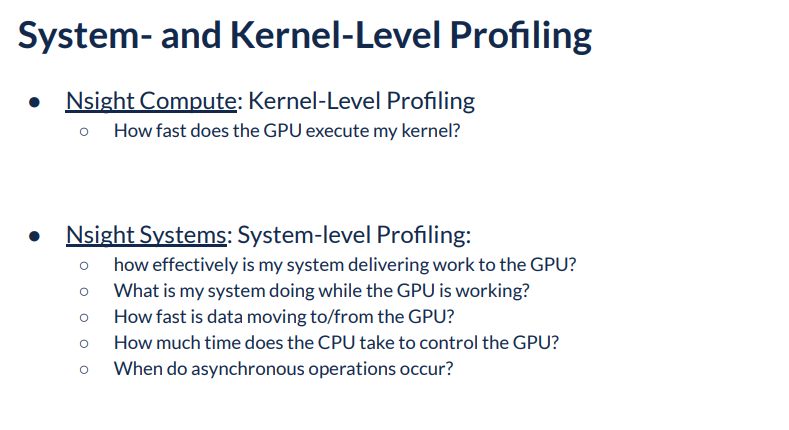 System- and Kernel-Level Profiling
● Nsight Compute: Kernel-Level Profiling
○ How fast does the GPU execute my kernel?
● Nsight Systems: System-level Profiling:
○ how effectively is my system delivering work to the GPU?
○ What is my system doing while the GPU is working?
○ How fast is data moving to/from the GPU?
○ How much time does the CPU take to control the GPU?
○ When do asynchronous operations occur?